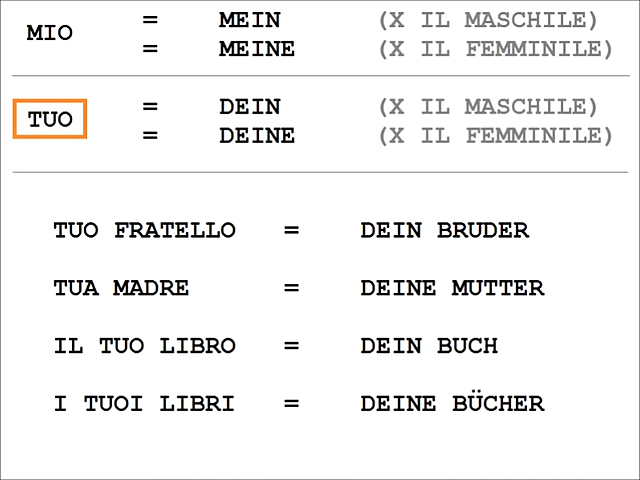 MIO = MEIN (X IL MASCHILE)
= MEINE (X IL FEMMINILE)
TUO = DEIN (X IL MASCHILE)
= DEINE (X IL FEMMINILE)
TUO FRATELLO = DEIN BRUDER
TUA MADRE = DEINE MUTTER
IL TUO LIBRO = DEIN BUCH
I TUOI LIBRI = DEINE BÜCHER